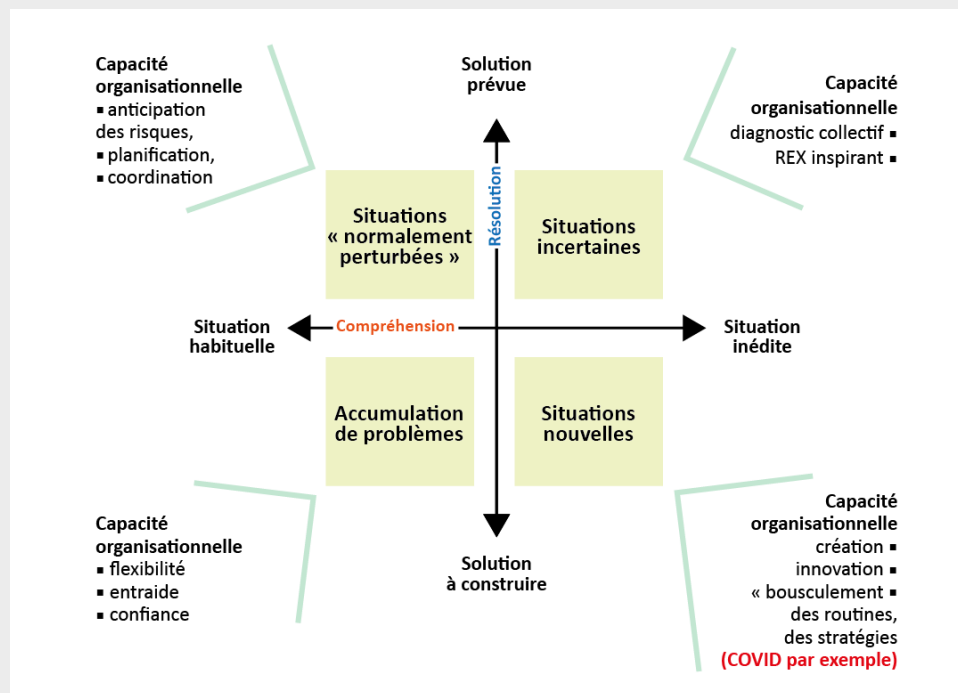 Capacité
organisationnelle
▪ anticipation
des risques,
▪ planification,
▪ coordination
Solution
prévue
Capacité
organisationnelle
diagnostic collectif ▪
REX inspirant ▪
Résolution
Situations
« normalement
perturbées »
Situations
incertaines
Situation
habituelle
Compréhension
Situation
inédite
Accumulation
de problèmes
Situations
nouvelles
Capacité
organisationnelle
▪ flexibilité
▪ entraide
▪ confiance
Solution
à construire
Capacité
organisationnelle
création ▪
innovation ▪
« bousculement ▪
des routines,
des stratégies
(COVID par exemple)